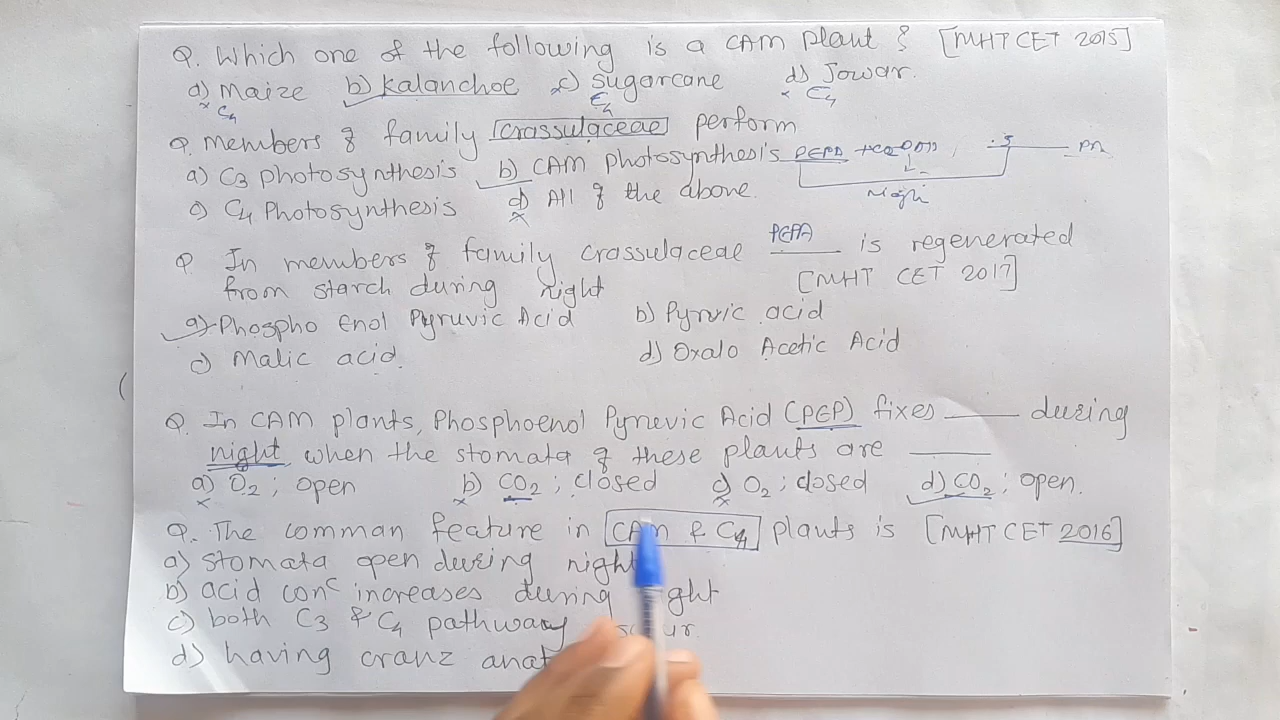 Q. Which one of the following is a CAM plant? [MHT CET 2015]
a) Maize b) kalanchoe c) sugarcane d) Jowar.
C4 C4 C4
Q. members of family crassulaceae perform
a) C3 photosynthesis b) CAM photosynthesis PEPA
c) C4 Photosynthesis d) All of the above.
night
PEPA
Q In members of family crassulaceae ____ is regenerated
from starch during night [MHT CET 2017]
a) Phospho Enol Pyruvic Acid b) Pyruvic acid
c) Malic acid. d) Oxalo Acetic Acid
Q. In CAM plants, Phosphoenol Pyruvic Acid (PEP) fixes ____ during
night when the stomata of these plants are ____
a) O2; open b) CO2; closed c) O2; closed d) CO2; open.
Q. The comman feature in CAM & C4 plants is [MHT CET 2016]
a) stomata open during night
b) acid conc increases during
c) both C3 & C4 pathway
d) having cranz